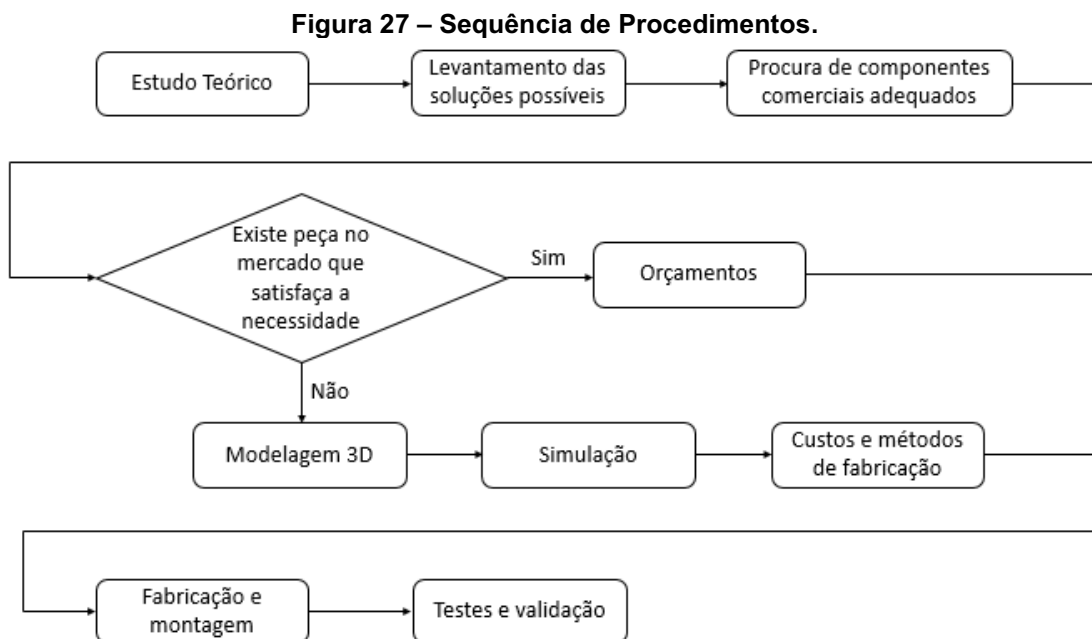 Figura 27 – Sequência de Procedimentos.
Estudo Teórico
Levantamento das
soluções possíveis
Procura de componentes
comerciais adequados
Existe peça no
mercado que
satisfaça a
necessidade
Sim
Orçamentos
Não
Modelagem 3D
Simulação
Custos e métodos
de fabricação
Fabricação e
montagem
Testes e validação